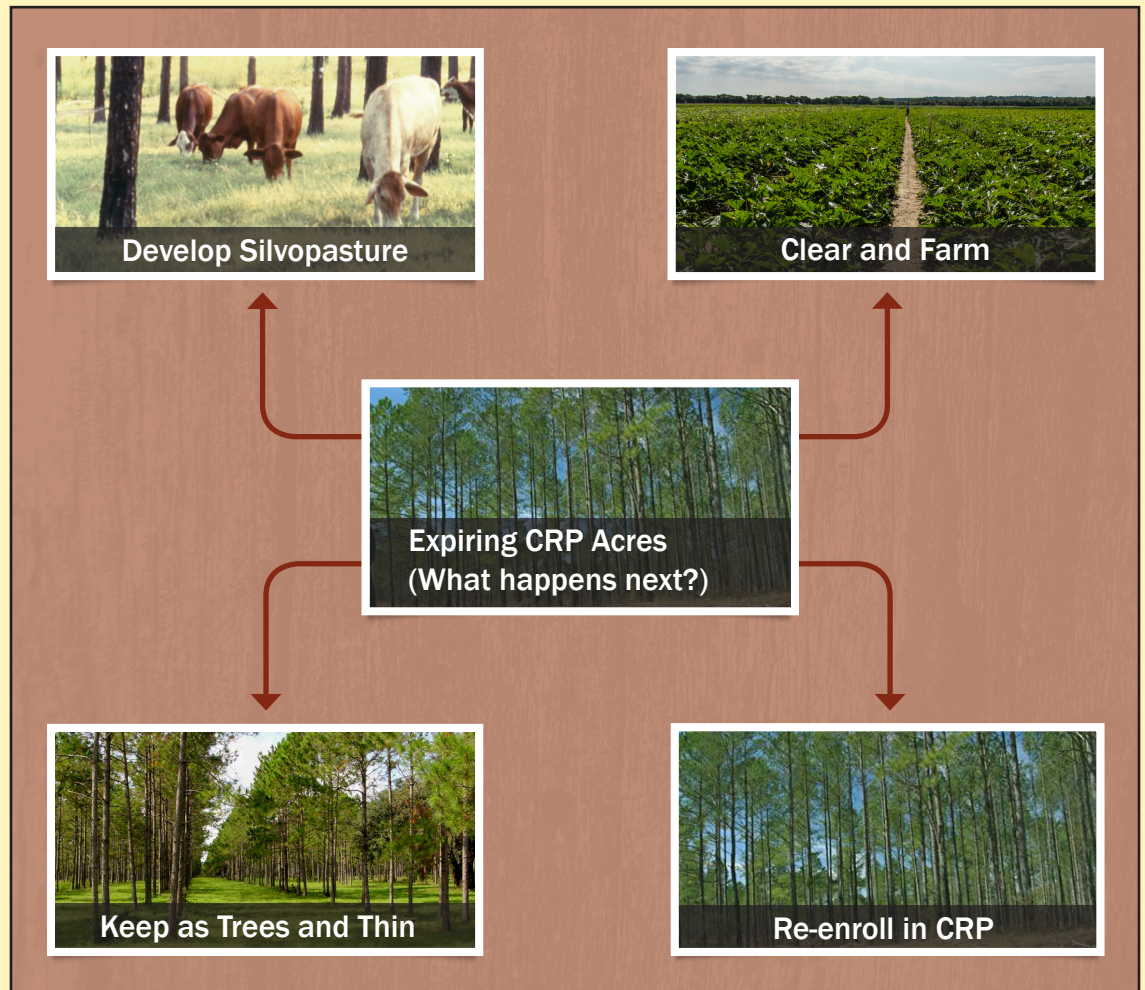 Develop Silvopasture
Clear and Farm
Expiring CRP Acres
(What happens next?)
Keep as Trees and Thin
Re-enroll in CRP